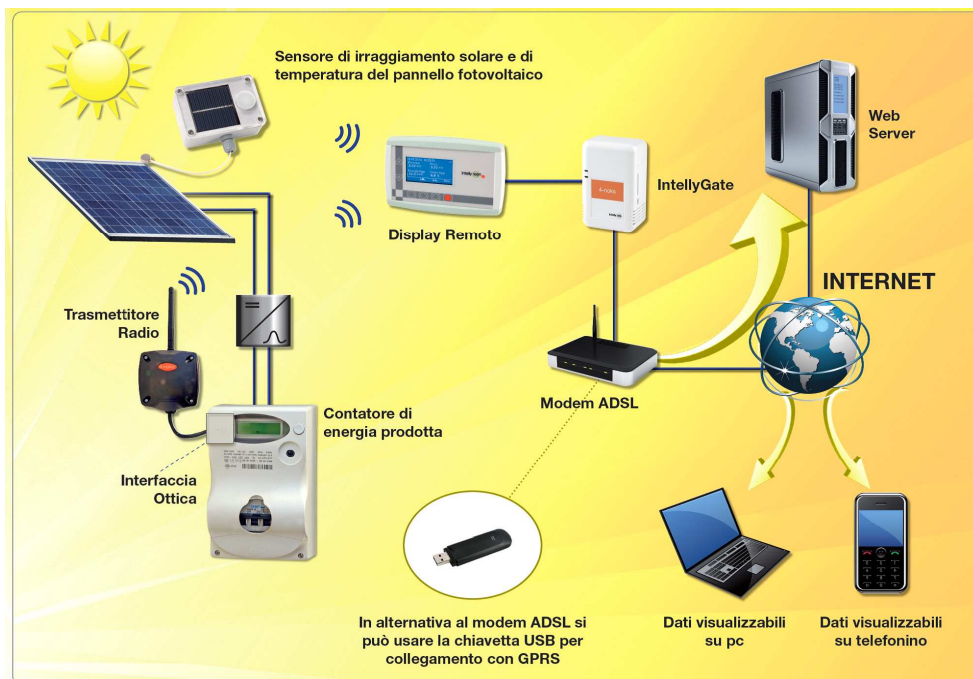 Sensore di irraggiamento solare e di
temperatura del pannello fotovoltaico
Web
Server
IntellyGate
4-noks
Display Remoto
INTERNET
Trasmettitore
Radio
Modem ADSL
Contatore di
energia prodotta
Interfaccia
Ottica
In alternativa al modem ADSL si
può usare la chiavetta USB per
collegamento con GPRS
Dati visualizzabili
su pc
Dati visualizzabili
su telefonino